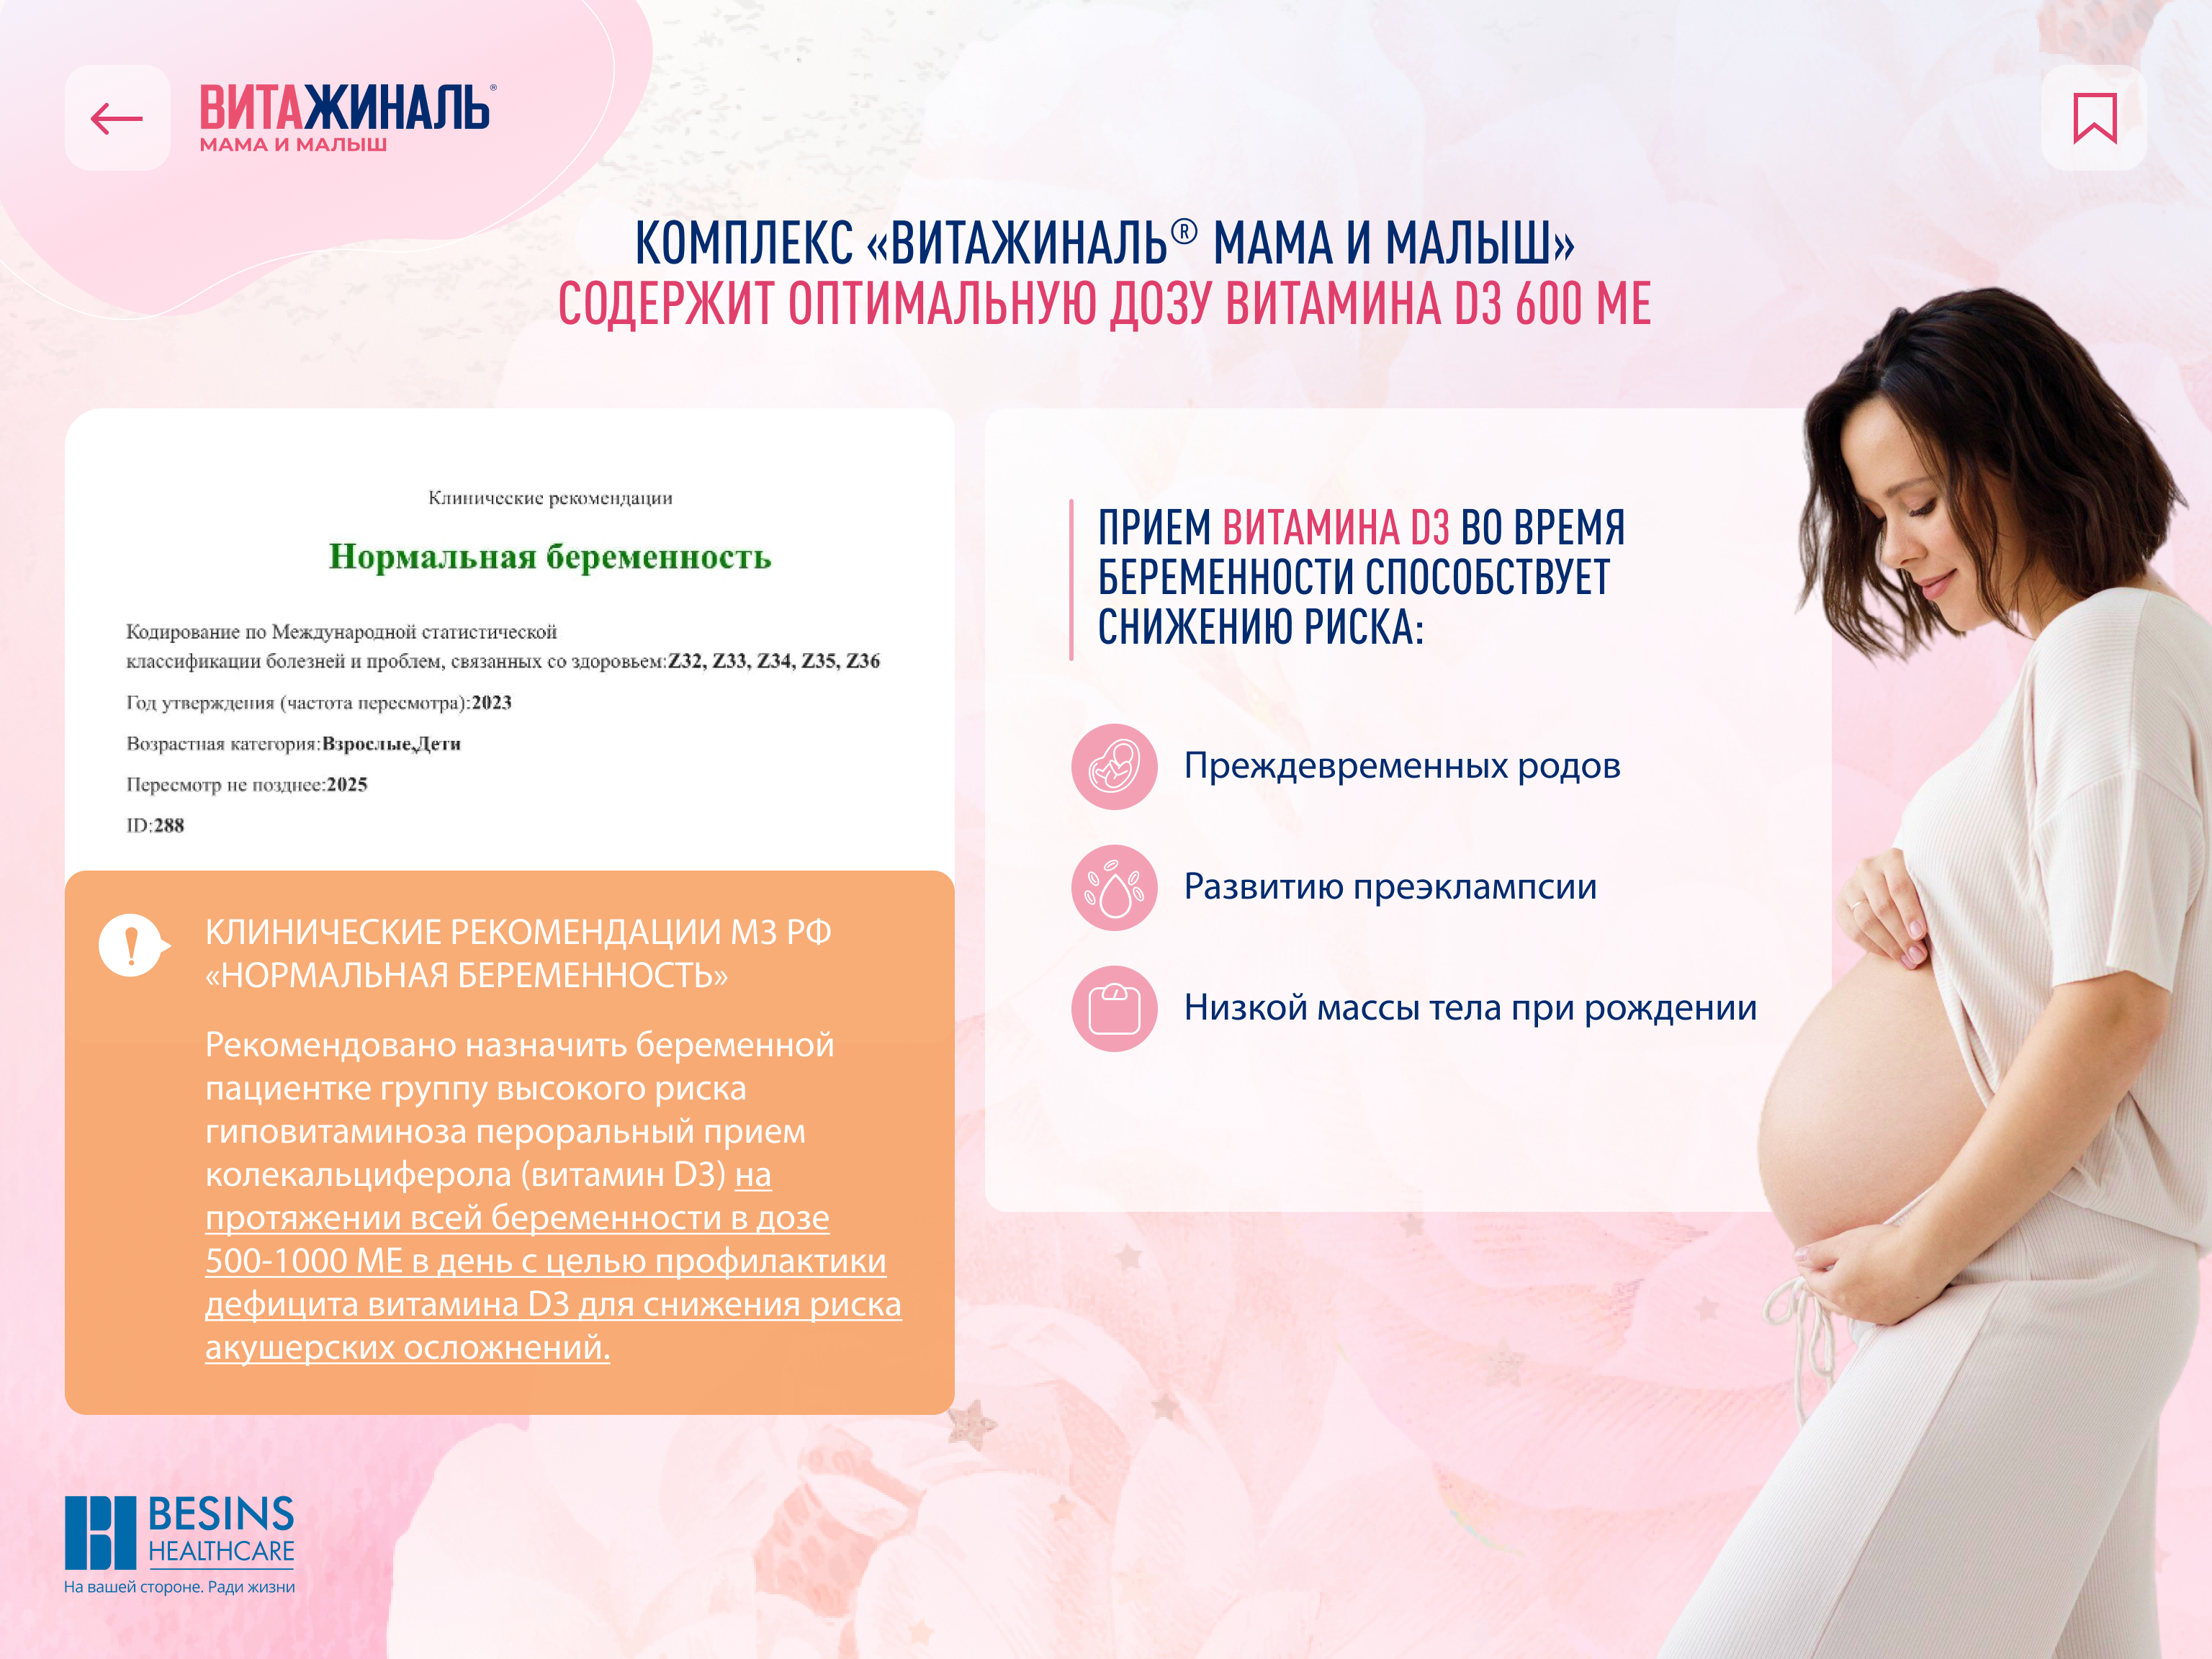 ВИТАЖИНАЛЬ®
МАМА И МАЛЫШ
КОМПЛЕКС «ВИТАЖИНАЛЬ® МАМА И МАЛЫШ»
СОДЕРЖИТ ОПТИМАЛЬНУЮ ДОЗУ ВИТАМИНА D3 600 МЕ
Клинические рекомендации
Нормальная беременность
Кодирование по Международной статистической
классификации болезней и проблем, связанных со здоровьем:Z32, Z33, Z34, Z35, Z36
Год утверждения (частота пересмотра):2023
Возрастная категория:Взрослые,Дети
Пересмотр не позднее:2025
ID:288
КЛИНИЧЕСКИЕ РЕКОМЕНДАЦИИ МЗ РФ
«НОРМАЛЬНАЯ БЕРЕМЕННОСТЬ»
Рекомендовано назначить беременной
пациентке группу высокого риска
гиповитаминоза пероральный прием
колекальциферола (витамин D3) на
протяжении всей беременности в дозе
500-1000 МЕ в день с целью профилактики
дефицита витамина D3 для снижения риска
акушерских осложнений.
ПРИЕМ ВИТАМИНА D3 ВО ВРЕМЯ
БЕРЕМЕННОСТИ СПОСОБСТВУЕТ
СНИЖЕНИЮ РИСКА:
Преждевременных родов
Развитию преэклампсии
Низкой массы тела при рождении
BESINS
HEALTHCARE
На вашей стороне. Ради жизни